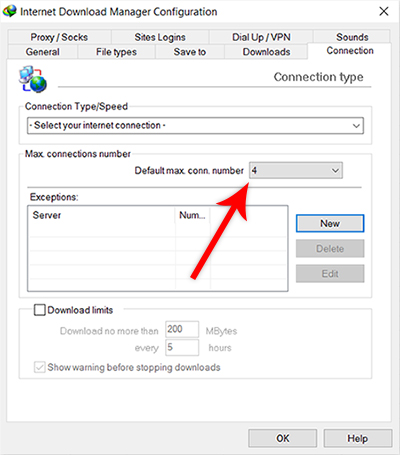 Internet Download Manager Configuration
Proxy / Socks Sites Logins Dial Up / VPN Sounds
General File types Save to Downloads Connection
Connection type
Connection Type/Speed
- Select your internet connection -
Max. connections number
Default max. conn. number 4
Exceptions:
Server Num...
New
Delete
Edit
Download limits
Download no more than 200 MBytes
every 5 hours
Show warning before stopping downloads
OK Help